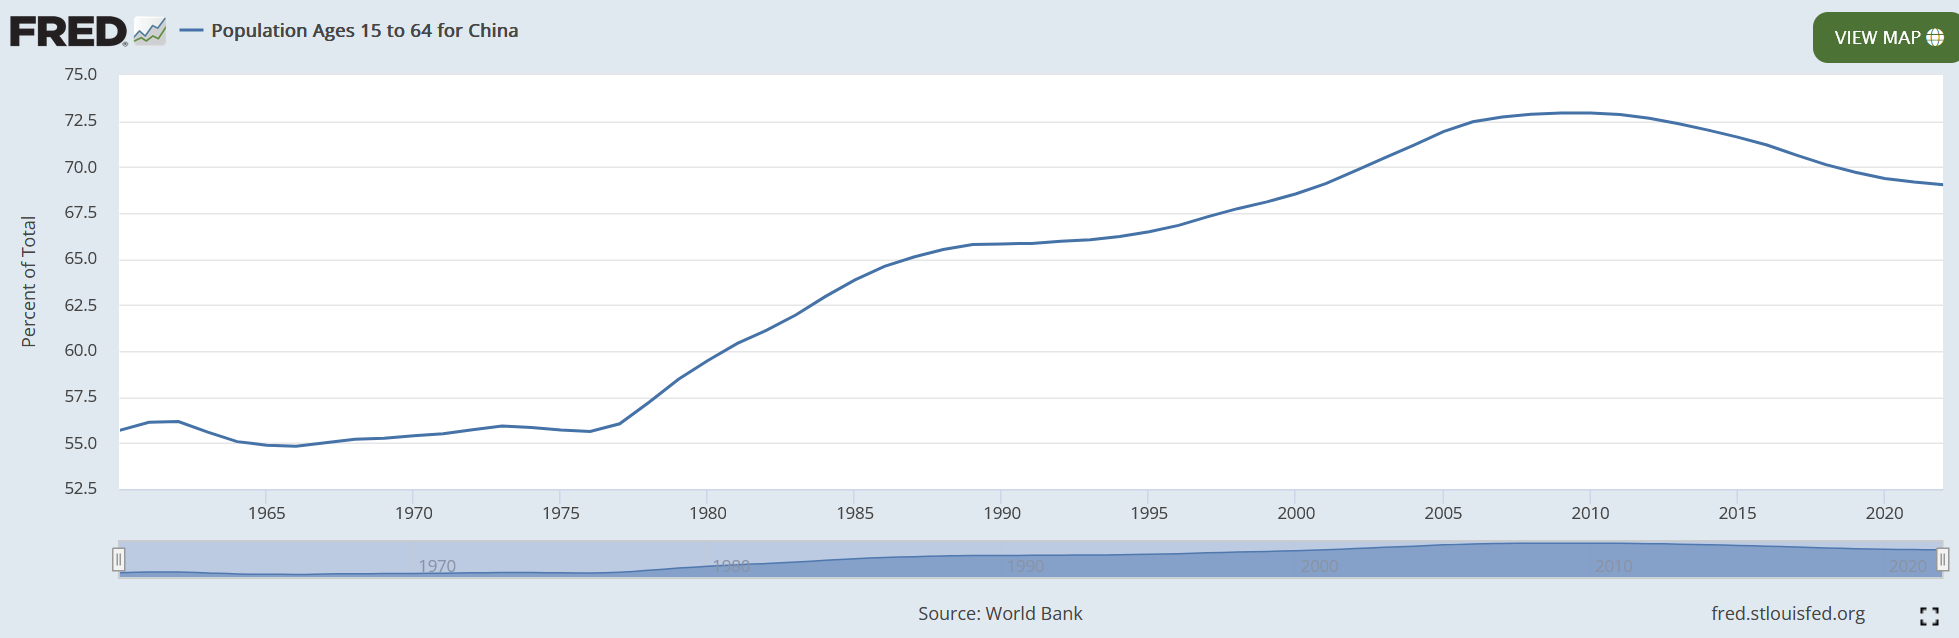 FRED
Population Ages 15 to 64 for China
VIEW MAP
Percent of Total
75.0
72.5
70.0
67.5
65.0
62.5
60.0
57.5
55.0
52.5
1965 1970 1975 1980 1985 1990 1995 2000 2005 2010 2015 2020
1970 1980 1990 2000 2010 2020
Source: World Bank
fred.stlouisfed.org